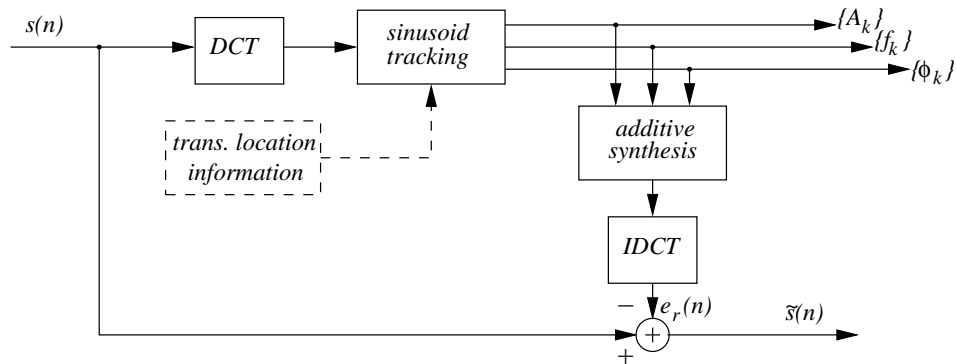 s(n)
DCT
sinusoid
tracking
{A_k}
{f_k}
{ϕ_k}
trans. location
information
additive
synthesis
IDCT
− e_r(n)
s̃(n)
+
+